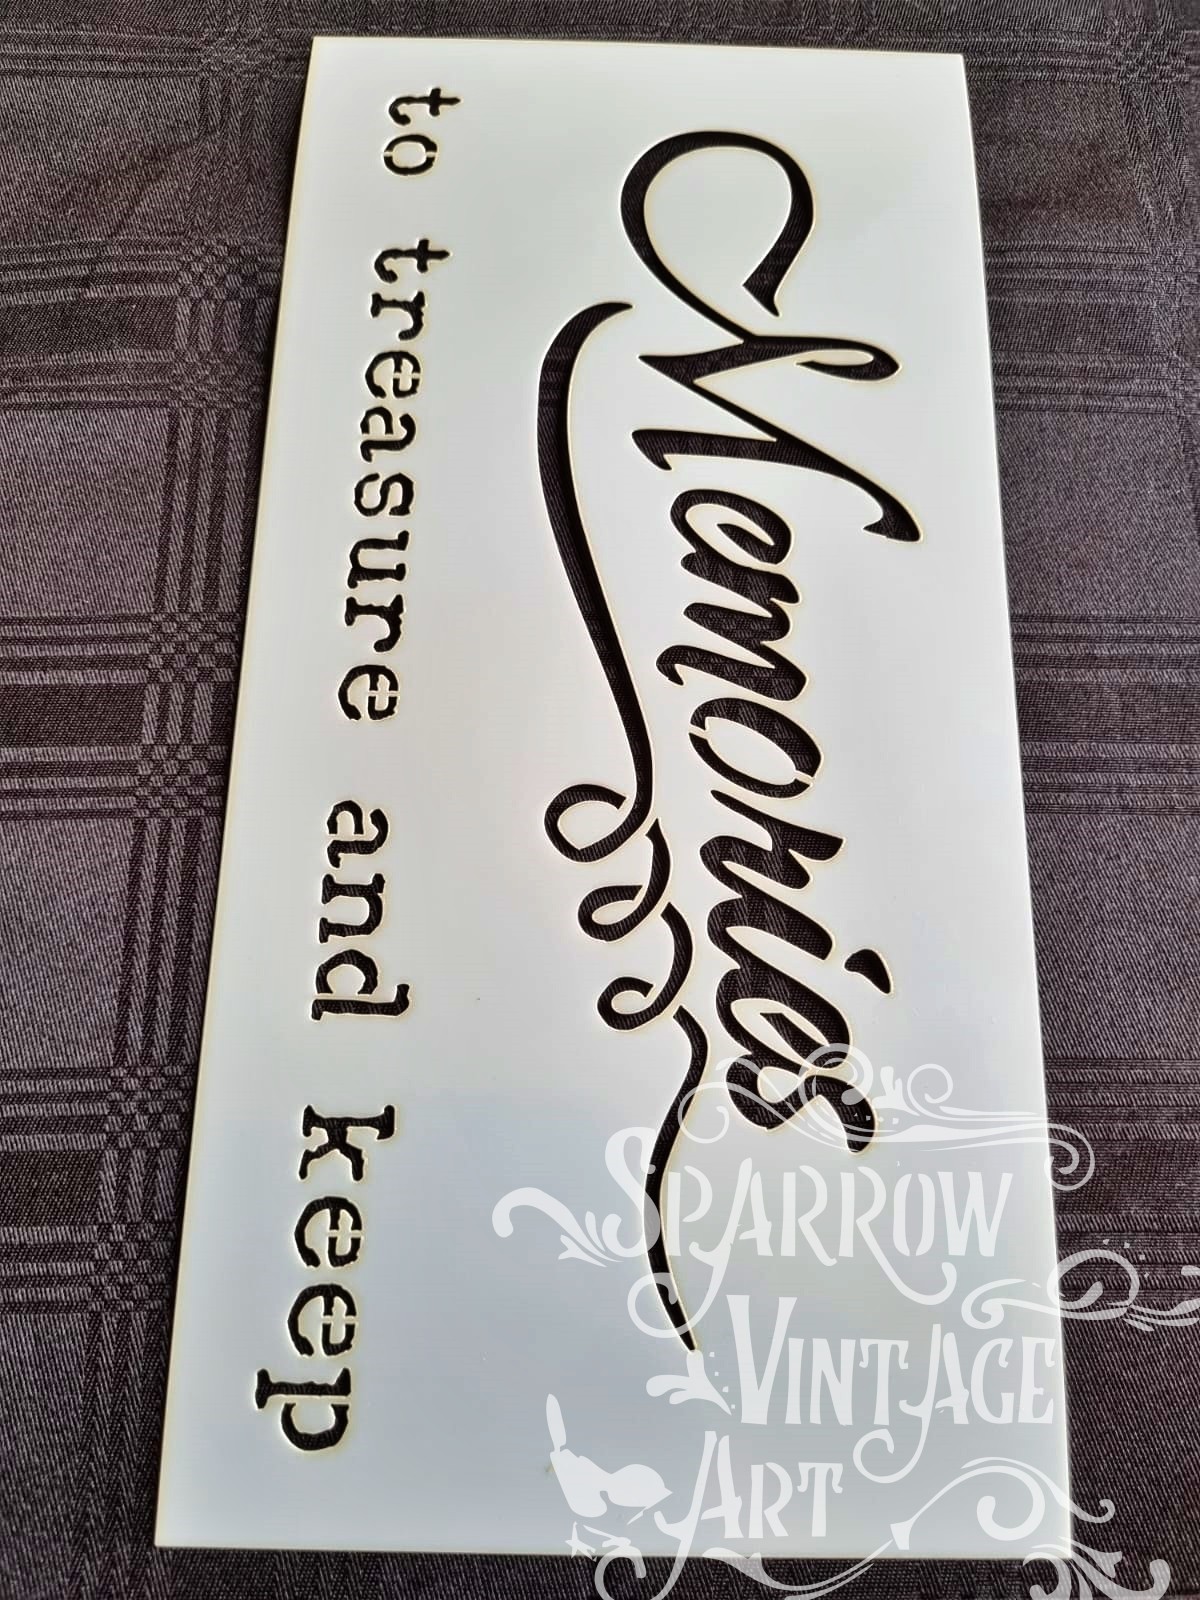 Memories
to treasure and keep
SPARROW
VINTAGE
ART